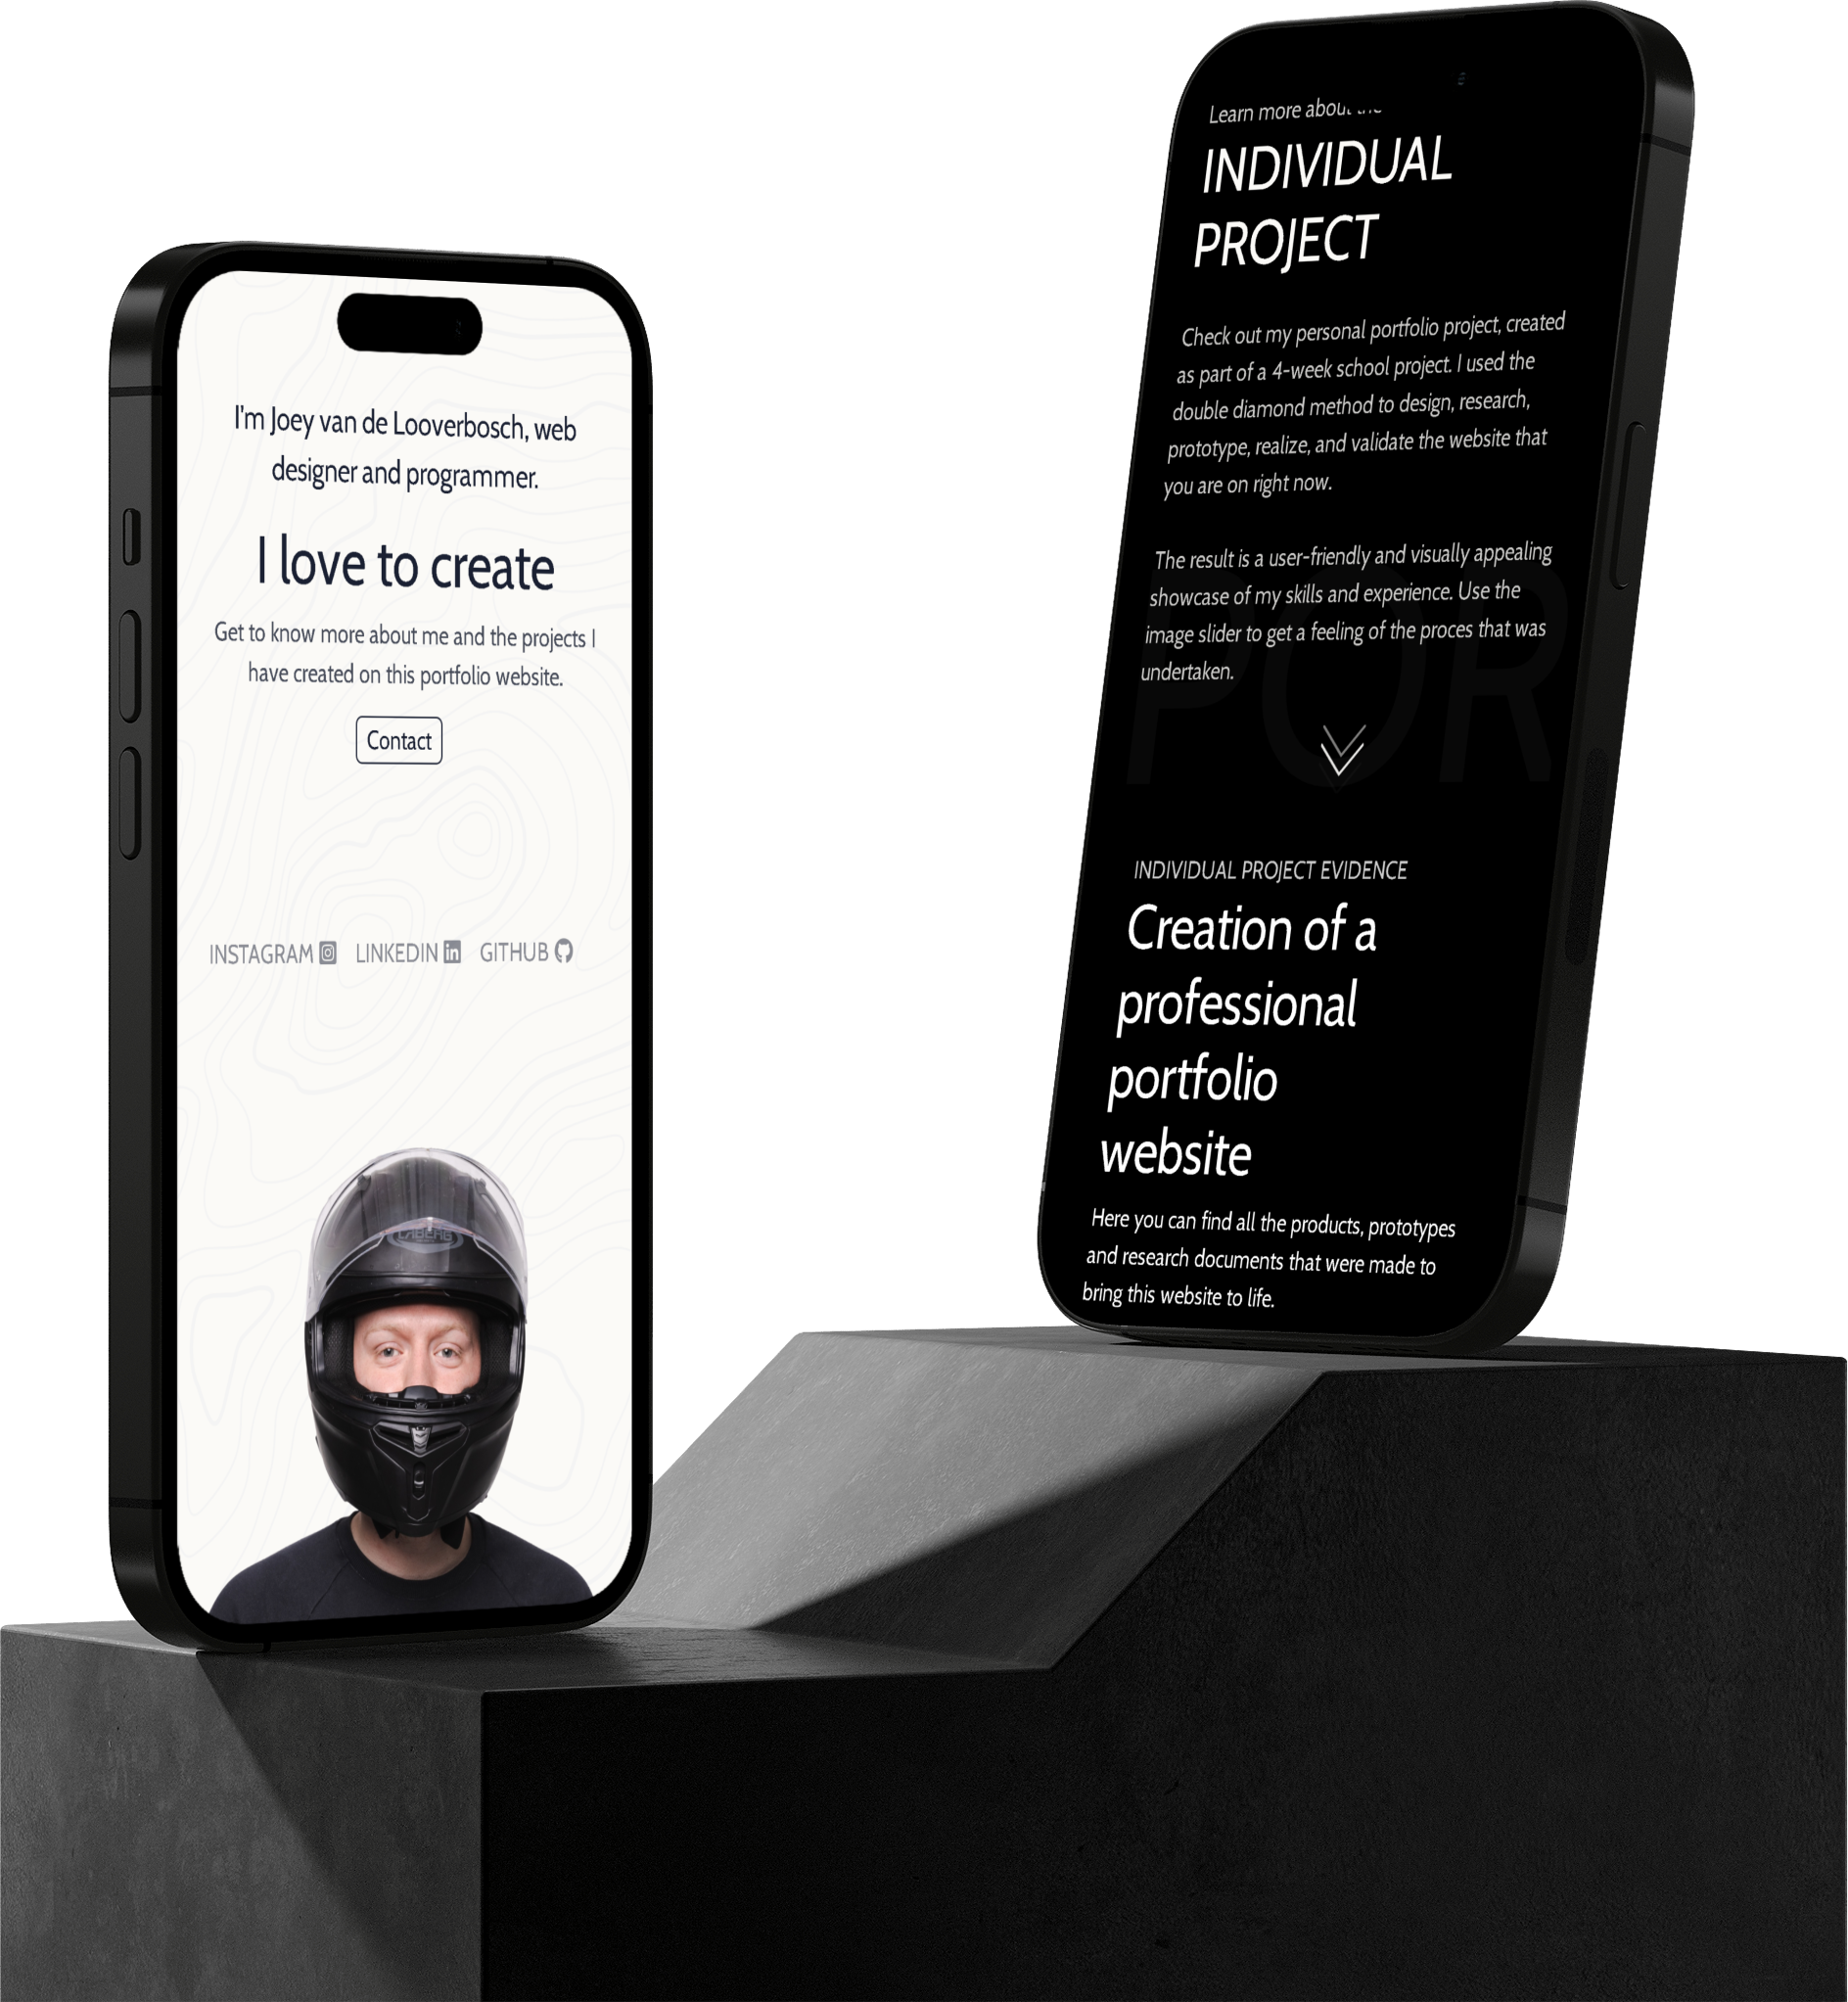 I'm Joey van de Looverbosch, web
designer and programmer.
I love to create
Get to know more about me and the projects I
have created on this portfolio website.
Contact
INSTAGRAM LINKEDIN GITHUB
Learn more about the
INDIVIDUAL
PROJECT
Check out my personal portfolio project, created
as part of a 4-week school project. I used the
double diamond method to design, research,
prototype, realize, and validate the website that
you are on right now.
The result is a user-friendly and visually appealing
showcase of my skills and experience. Use the
image slider to get a feeling of the proces that was
undertaken.
POR
INDIVIDUAL PROJECT EVIDENCE
Creation of a
professional
portfolio
website
Here you can find all the products, prototypes
and research documents that were made to
bring this website to life.